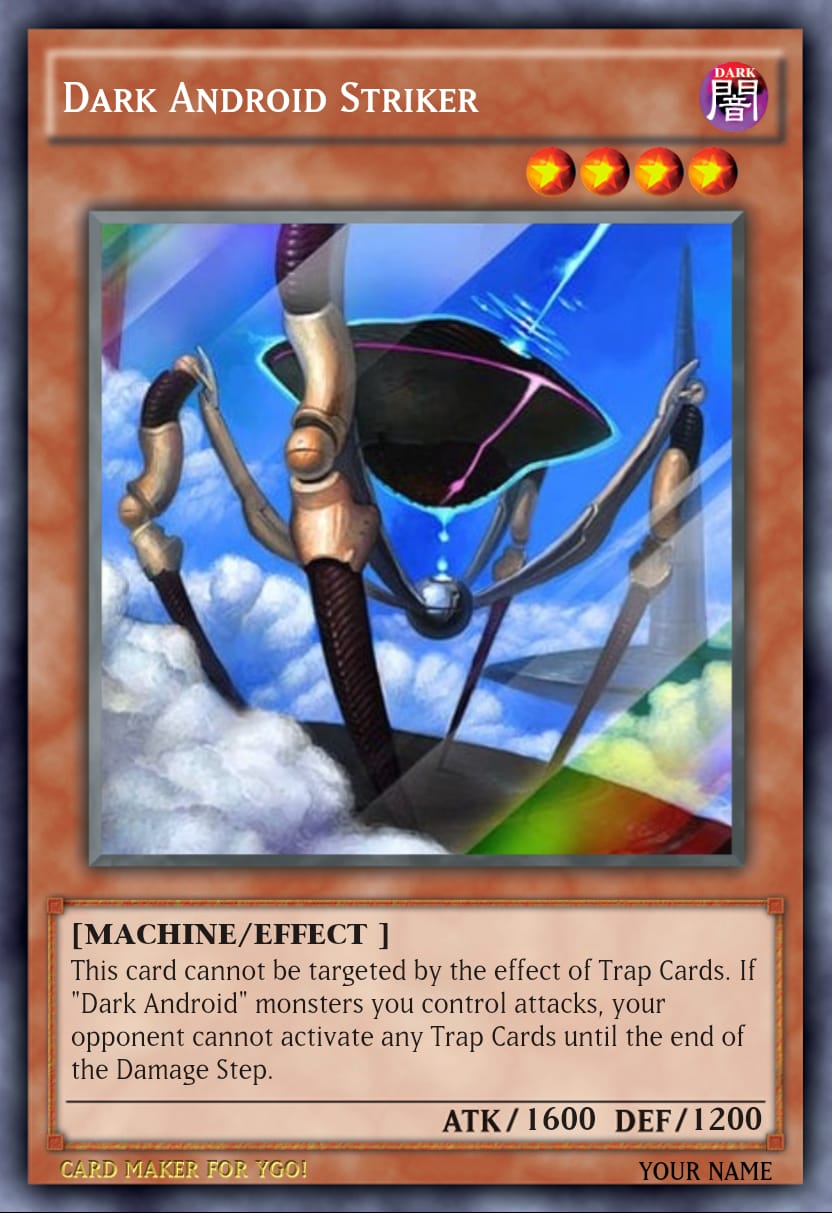 Dark Android Striker
DARK
闇
[MACHINE/EFFECT ]
This card cannot be targeted by the effect of Trap Cards. If
"Dark Android" monsters you control attacks, your
opponent cannot activate any Trap Cards until the end of
the Damage Step.
ATK/1600 DEF/1200
CARD MAKER FOR YGO!
YOUR NAME